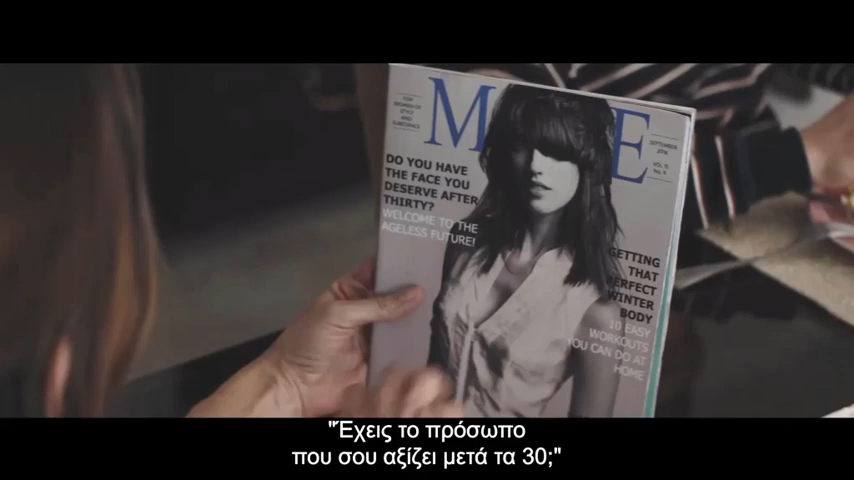 FOR
WOMEN OF
STYLE
AND
SUBSTANCE
M E
SEPTEMBER
2016
VOL. 15
No. 9
DO YOU HAVE
THE FACE YOU
DESERVE AFTER
THIRTY?
WELCOME TO THE
AGELESS FUTURE!
GETTING
THAT
PERFECT
WINTER
BODY
10 EASY
WORKOUTS
YOU CAN DO AT
HOME
"Έχεις το πρόσωπο
που σου αξίζει μετά τα 30;"